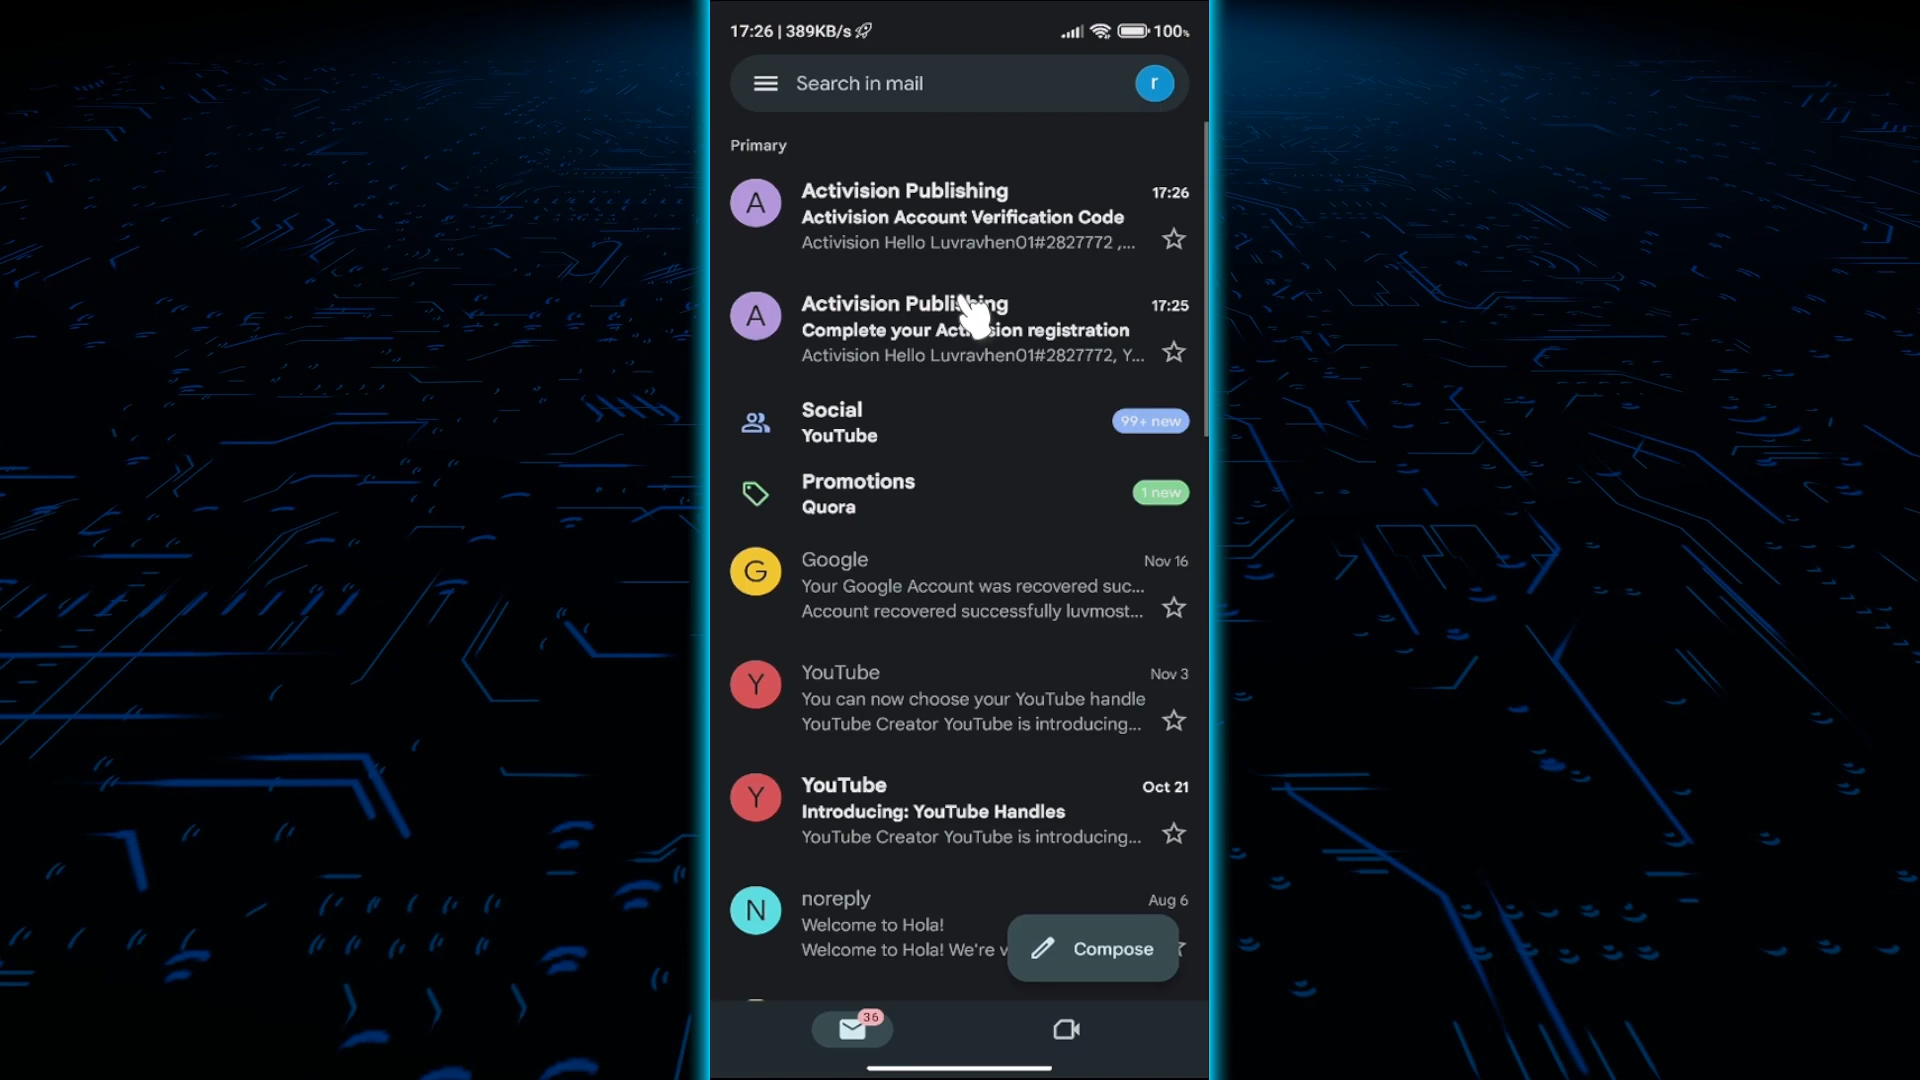 17:26 | 389KB/s 100%
Search in mail r
Primary
A Activision Publishing 17:26
Activision Account Verification Code
Activision Hello Luvravhen01#2827772 ,...
A Activision Publishing 17:25
Complete your Activision registration
Activision Hello Luvravhen01#2827772, Y...
Social 99+ new
YouTube
Promotions 1 new
Quora
G Google Nov 16
Your Google Account was recovered suc...
Account recovered successfully luvmost...
Y YouTube Nov 3
You can now choose your YouTube handle
YouTube Creator YouTube is introducing...
Y YouTube Oct 21
Introducing: YouTube Handles
YouTube Creator YouTube is introducing...
N noreply Aug 6
Welcome to Hola!
Welcome to Hola! We're v
Compose
36